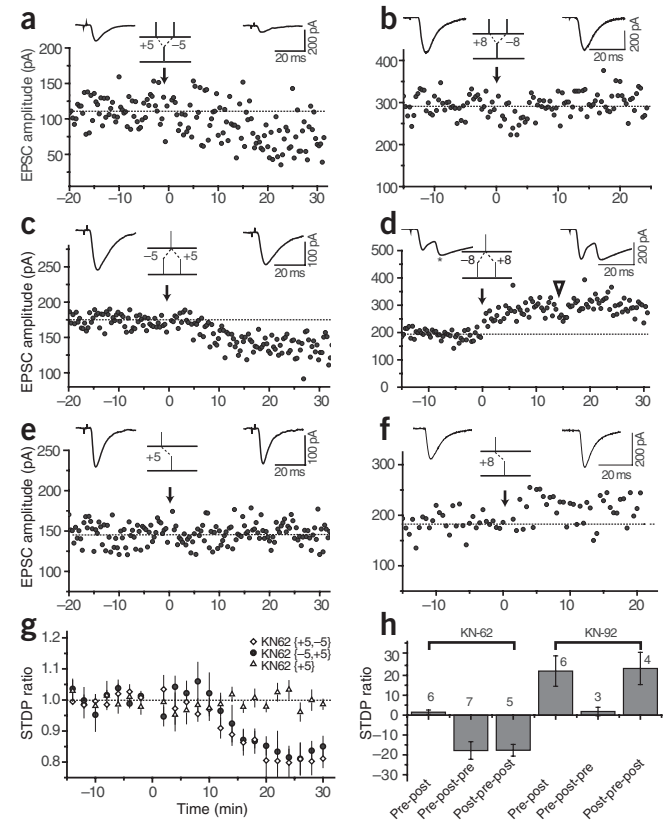 a
+5 −5
20 ms
200 pA
EPSC amplitude (pA)
200
150
100
50
−20 −10 0 10 20 30
b
+8 −8
20 ms
200 pA
400
300
200
100
−10 0 10 20
c
−5 +5
20 ms
100 pA
EPSC amplitude (pA)
250
200
150
100
−20 −10 0 10 20 30
d
−8 +8
*
20 ms
100 pA
500
400
300
200
100
0
−10 0 10 20 30
e
+5
20 ms
100 pA
EPSC amplitude (pA)
250
200
150
100
−20 −10 0 10 20 30
f
+8
20 ms
200 pA
300
200
100
−10 0 10 20
g
KN62 {+5,−5}
KN62 {−5,+5}
KN62 {+5}
STDP ratio
1.2
1.1
1.0
0.9
0.8
−10 0 10 20 30
Time (min)
h
KN-62 KN-92
STDP ratio
30
20
10
0
−10
−20
−30
6 7 5 6 3 4
Pre-post
Pre-post-pre
Post-pre-post
Pre-post
Pre-post-pre
Post-pre-post